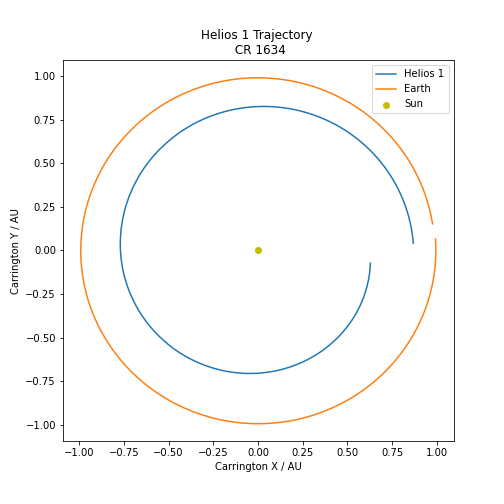 Helios 1 Trajectory
CR 1634
Helios 1
Earth
Sun
1.00
0.75
0.50
0.25
0.00
−0.25
−0.50
−0.75
−1.00
Carrington Y / AU
−1.00 −0.75 −0.50 −0.25 0.00 0.25 0.50 0.75 1.00
Carrington X / AU